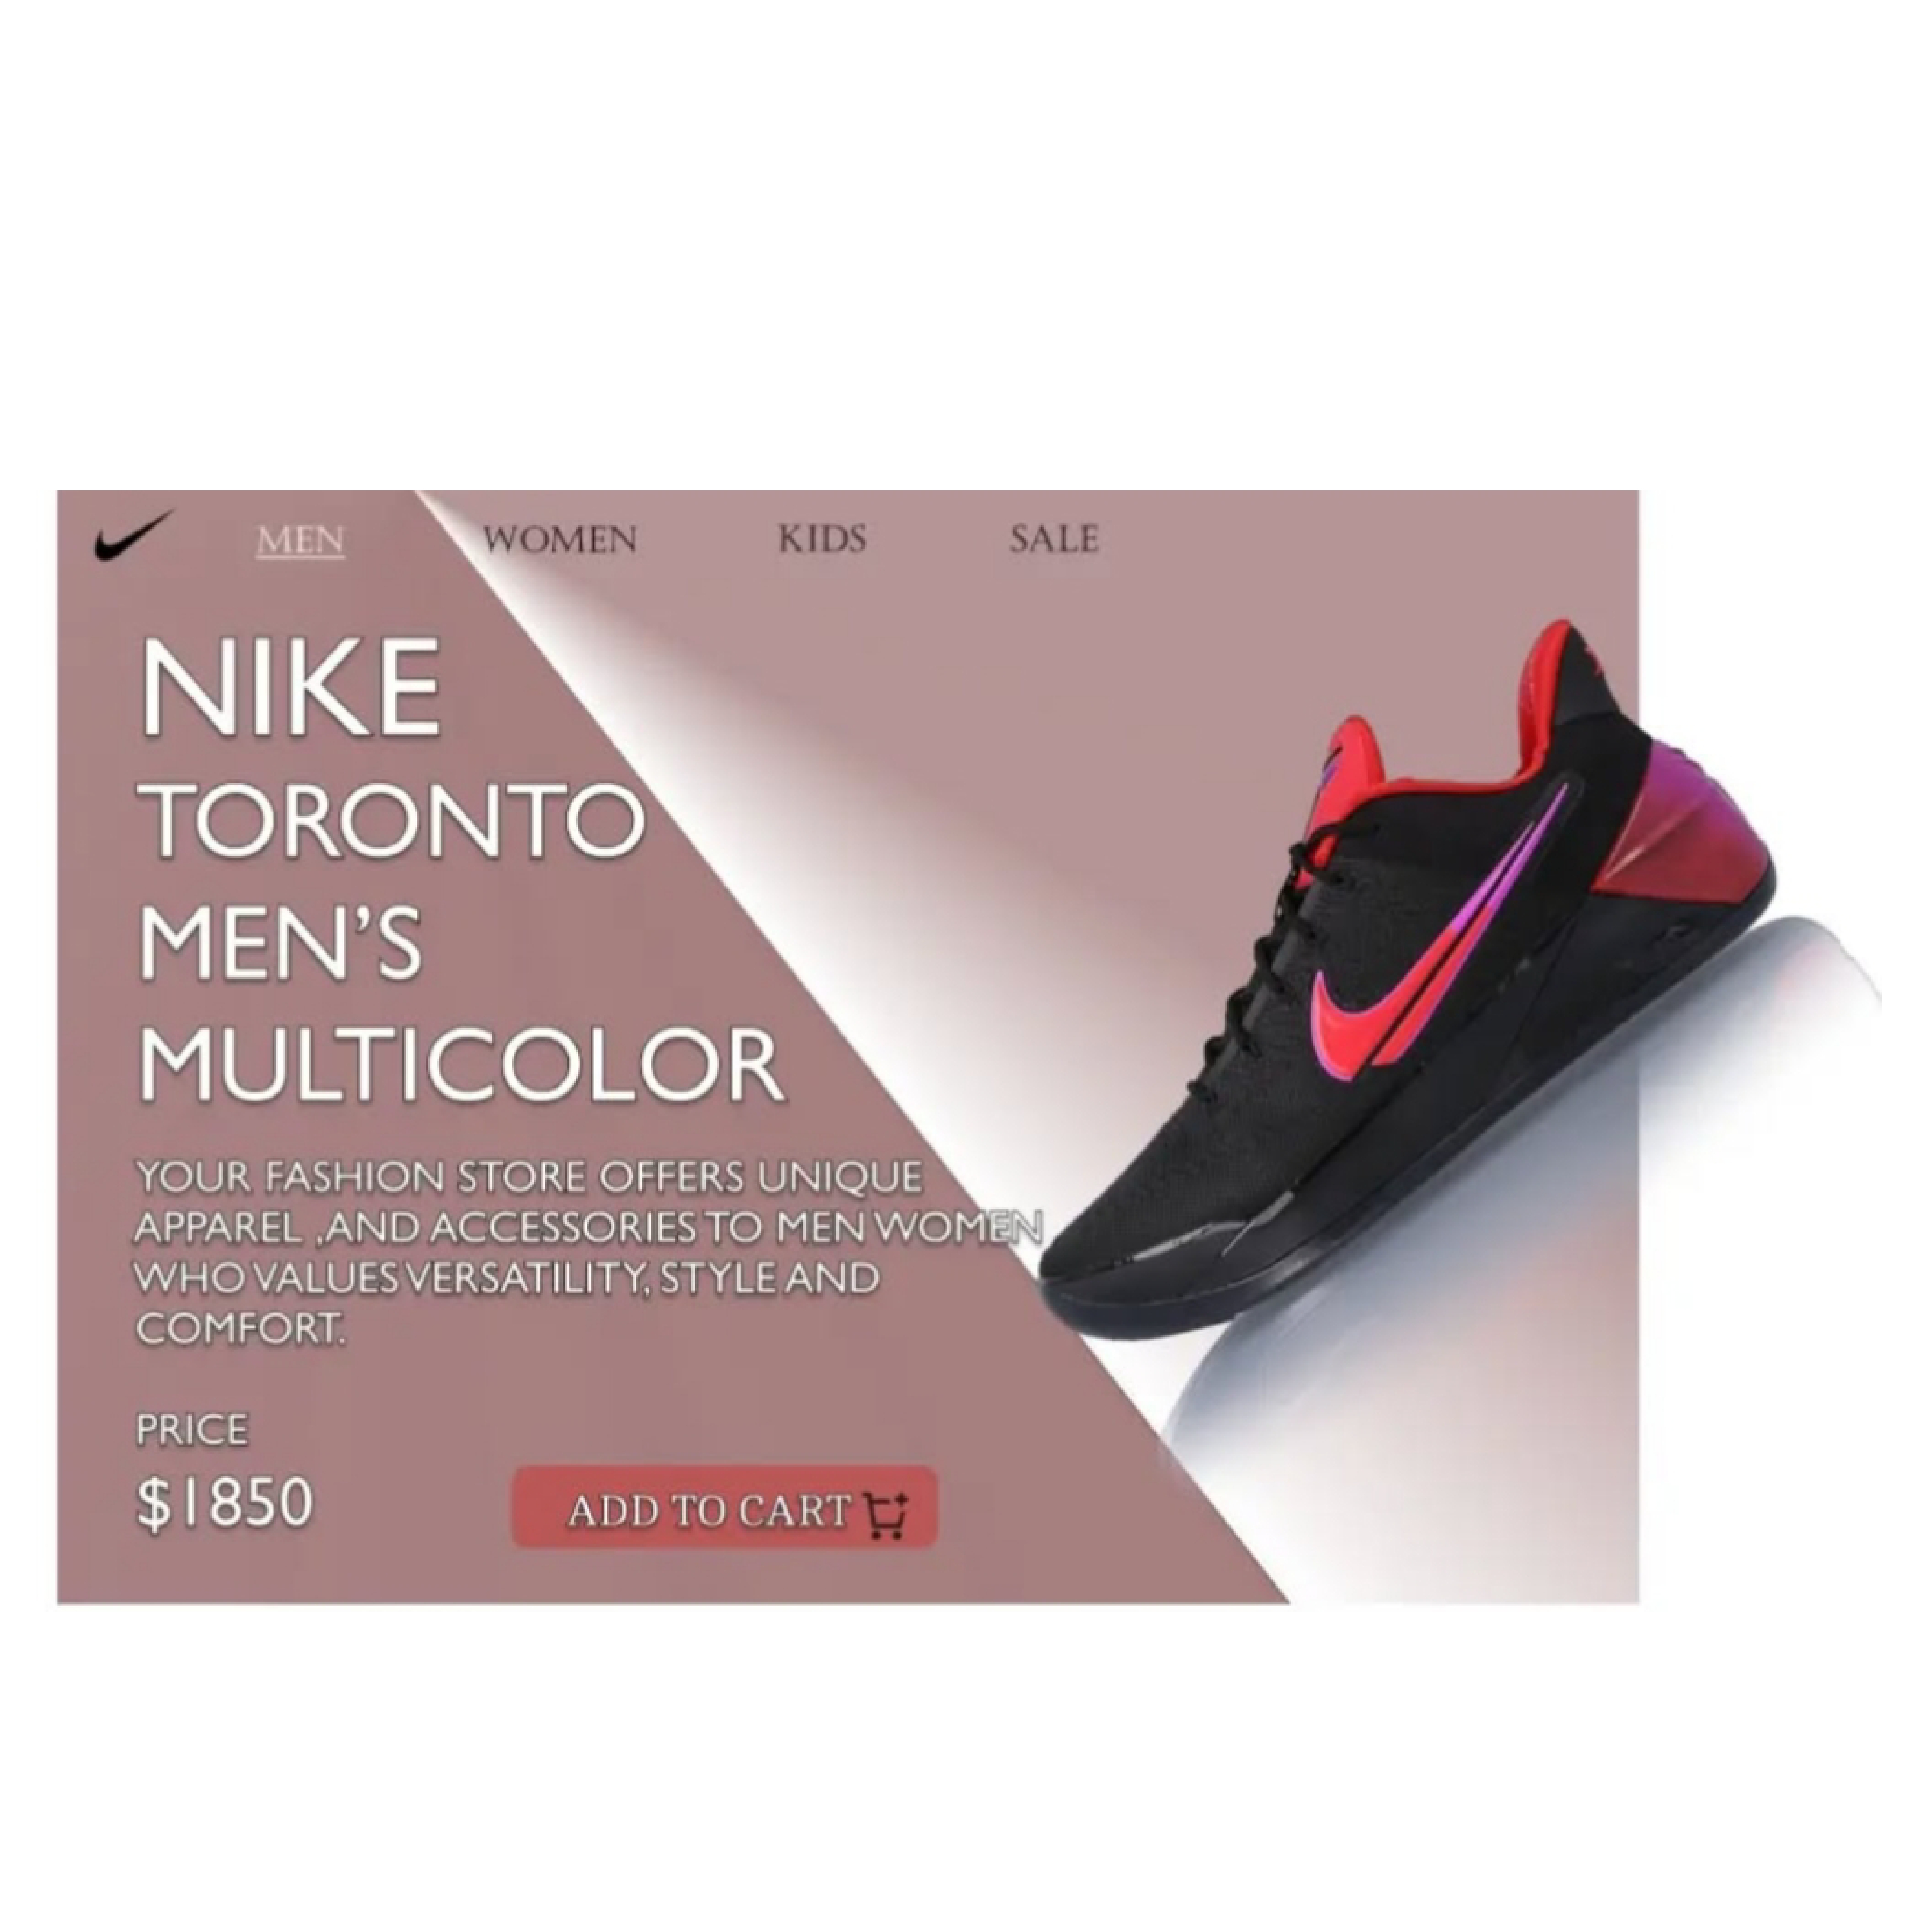 MEN WOMEN KIDS SALE
NIKE
TORONTO
MEN’S
MULTICOLOR
YOUR FASHION STORE OFFERS UNIQUE
APPAREL ,AND ACCESSORIES TO MEN WOMEN
WHO VALUES VERSATILITY, STYLE AND
COMFORT.
PRICE
$1850
ADD TO CART